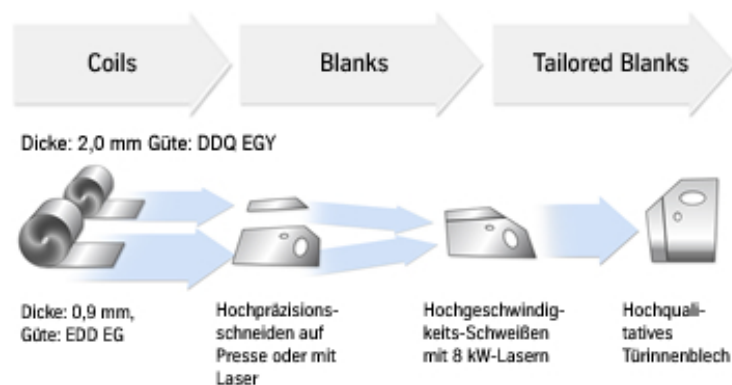 Coils
Blanks
Tailored Blanks
Dicke: 2,0 mm Güte: DDQ EGY
Dicke: 0,9 mm,
Güte: EDD EG
Hochpräzisions-
schneiden auf
Presse oder mit
Laser
Hochgeschwindig-
keits-Schweißen
mit 8 kW-Lasern
Hochquali-
tatives
Türinnenblech